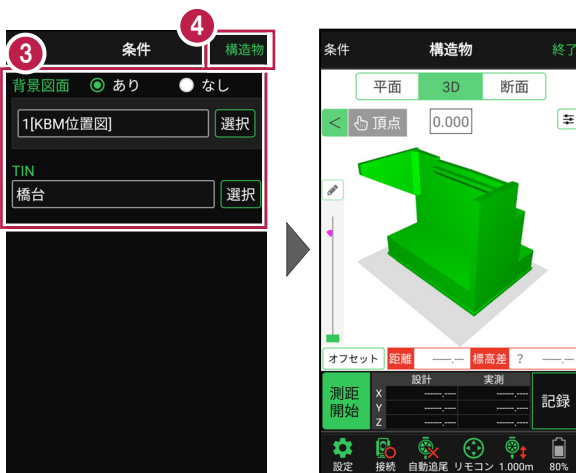 3
4
条件
構造物
背景図面 あり なし
1[KBM位置図] 選択
TIN
橋台 選択
条件 構造物 終了
平面 3D 断面
< 頂点 0.000
オフセット 距離 ------.--- 標高差 ? ------.---
設計 実測
測距開始
X ------.--- ------.---
Y ------.--- ------.---
Z ------.--- ------.---
記録
設定 接続 自動追尾 リモコン 1.000m 80%